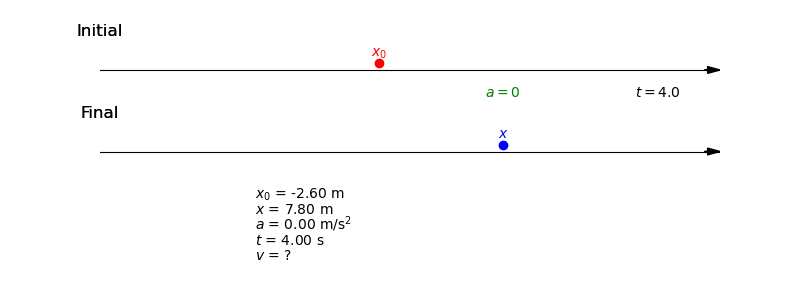 Initial
x₀
a = 0
t = 4.0
Final
x
x₀ = -2.60 m
x = 7.80 m
a = 0.00 m/s²
t = 4.00 s
v = ?